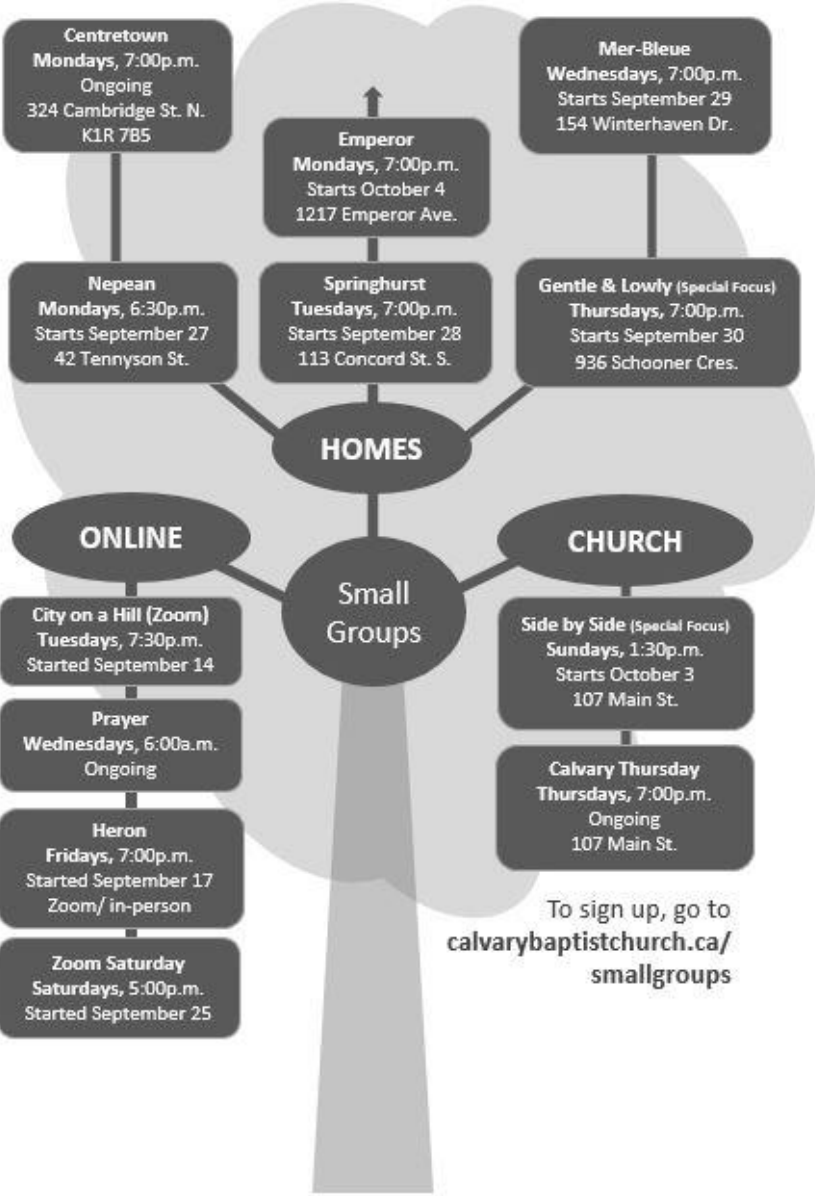 Centretown
Mondays, 7:00p.m.
Ongoing
324 Cambridge St. N.
K1R 7B5
Emperor
Mondays, 7:00p.m.
Starts October 4
1217 Emperor Ave.
Mer-Bleue
Wednesdays, 7:00p.m.
Starts September 29
154 Winterhaven Dr.
Nepean
Mondays, 6:30p.m.
Starts September 27
42 Tennyson St.
Springhurst
Tuesdays, 7:00p.m.
Starts September 28
113 Concord St. S.
Gentle & Lowly (Special Focus)
Thursdays, 7:00p.m.
Starts September 30
936 Schooner Cres.
HOMES
ONLINE
CHURCH
Small
Groups
City on a Hill (Zoom)
Tuesdays, 7:30p.m.
Started September 14
Prayer
Wednesdays, 6:00a.m.
Ongoing
Heron
Fridays, 7:00p.m.
Started September 17
Zoom/ in-person
Zoom Saturday
Saturdays, 5:00p.m.
Started September 25
Side by Side (Special Focus)
Sundays, 1:30p.m.
Starts October 3
107 Main St.
Calvary Thursday
Thursdays, 7:00p.m.
Ongoing
107 Main St.
To sign up, go to
calvarybaptistchurch.ca/
smallgroups